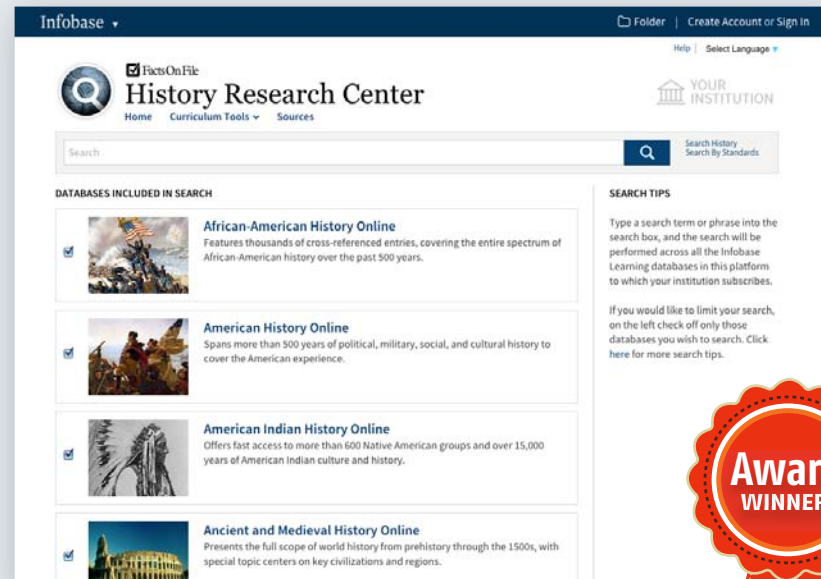 Infobase
Folder | Create Account or Sign In
Help | Select Language
FactsOnFile
History Research Center
Home Curriculum Tools Sources
YOUR
INSTITUTION
Search
Search History
Search By Standards
DATABASES INCLUDED IN SEARCH
African-American History Online
Features thousands of cross-referenced entries, covering the entire spectrum of
African-American history over the past 500 years.
American History Online
Spans more than 500 years of political, military, social, and cultural history to
cover the American experience.
American Indian History Online
Offers fast access to more than 600 Native American groups and over 15,000
years of American Indian culture and history.
Ancient and Medieval History Online
Presents the full scope of world history from prehistory through the 1500s, with
special topic centers on key civilizations and regions.
SEARCH TIPS
Type a search term or phrase into the
search box, and the search will be
performed across all the Infobase
Learning databases in this platform
to which your institution subscribes.
If you would like to limit your search,
on the left check off only those
databases you wish to search. Click
here for more search tips.
Awar
WINNER